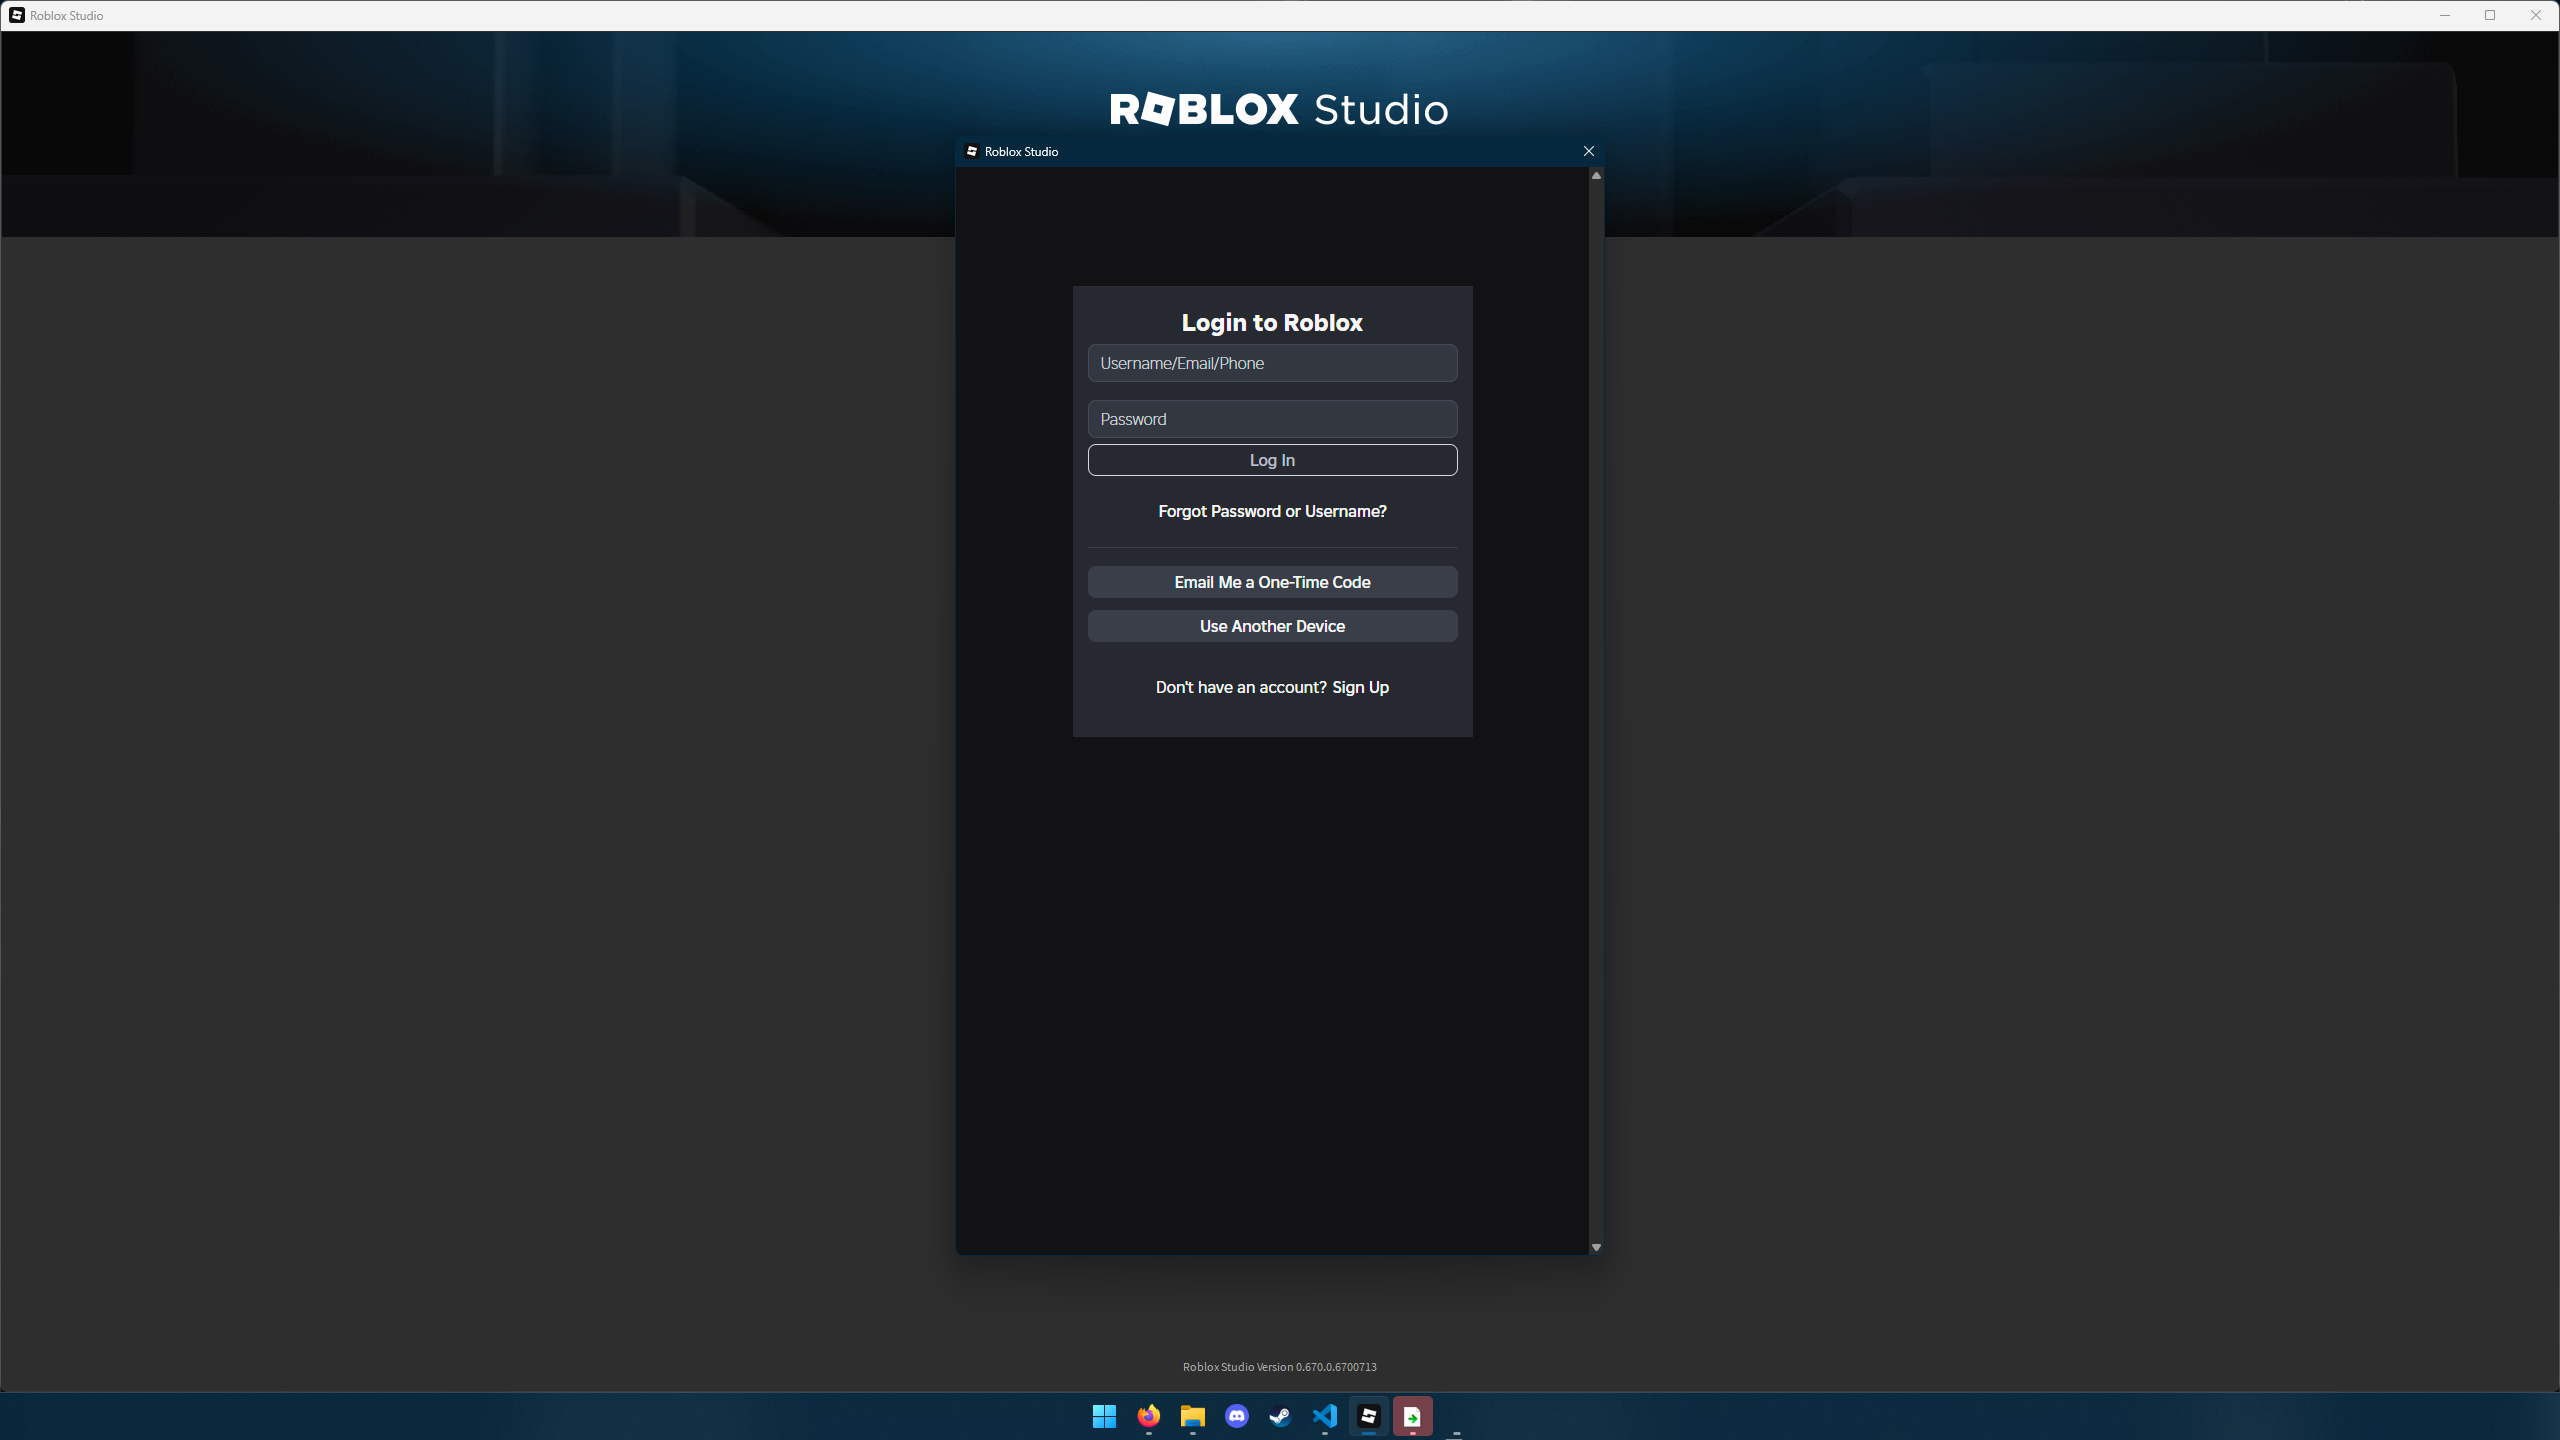 Roblox Studio
ROBLOX Studio
Roblox Studio
Login to Roblox
Username/Email/Phone
Password
Log In
Forgot Password or Username?
Email Me a One-Time Code
Use Another Device
Don't have an account? Sign Up
Roblox Studio Version 0.670.0.6700713